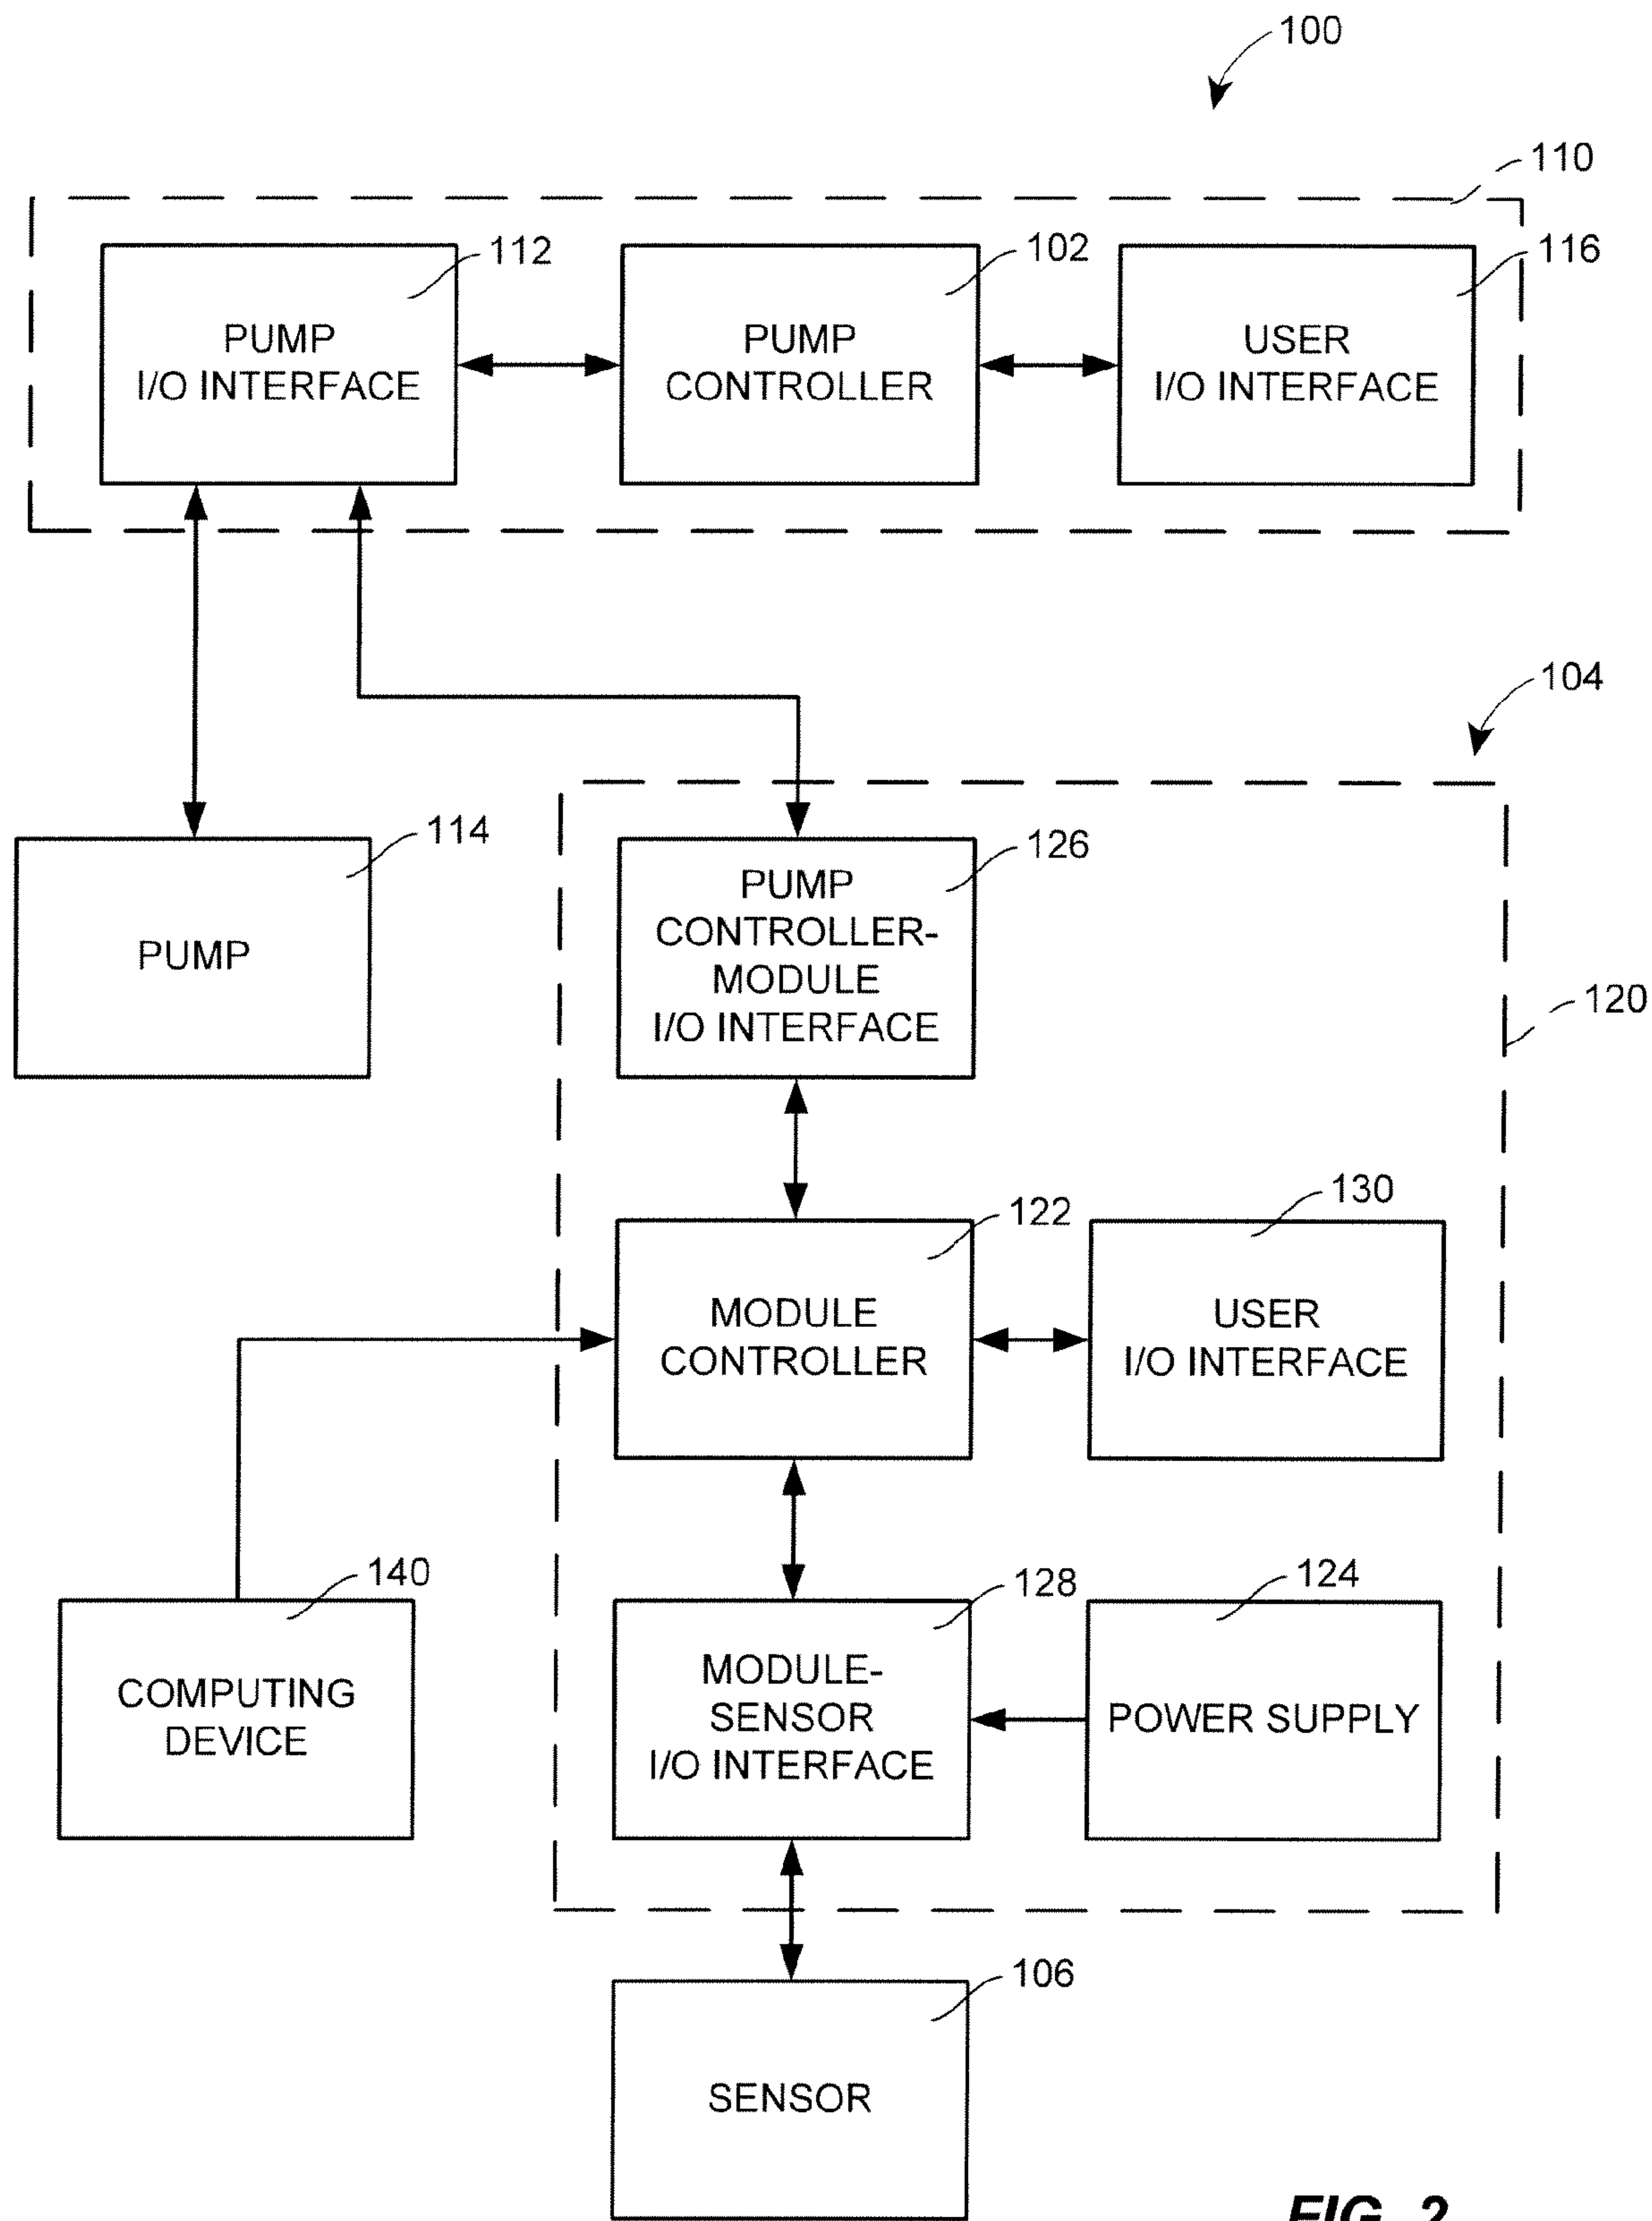 100
110
112
102
116
PUMP
I/O INTERFACE
PUMP
CONTROLLER
USER
I/O INTERFACE
104
114
126
PUMP
PUMP
CONTROLLER-
MODULE
I/O INTERFACE
120
122
130
MODULE
CONTROLLER
USER
I/O INTERFACE
140
128
124
COMPUTING
DEVICE
MODULE-
SENSOR
I/O INTERFACE
POWER SUPPLY
106
SENSOR
FIG. 2